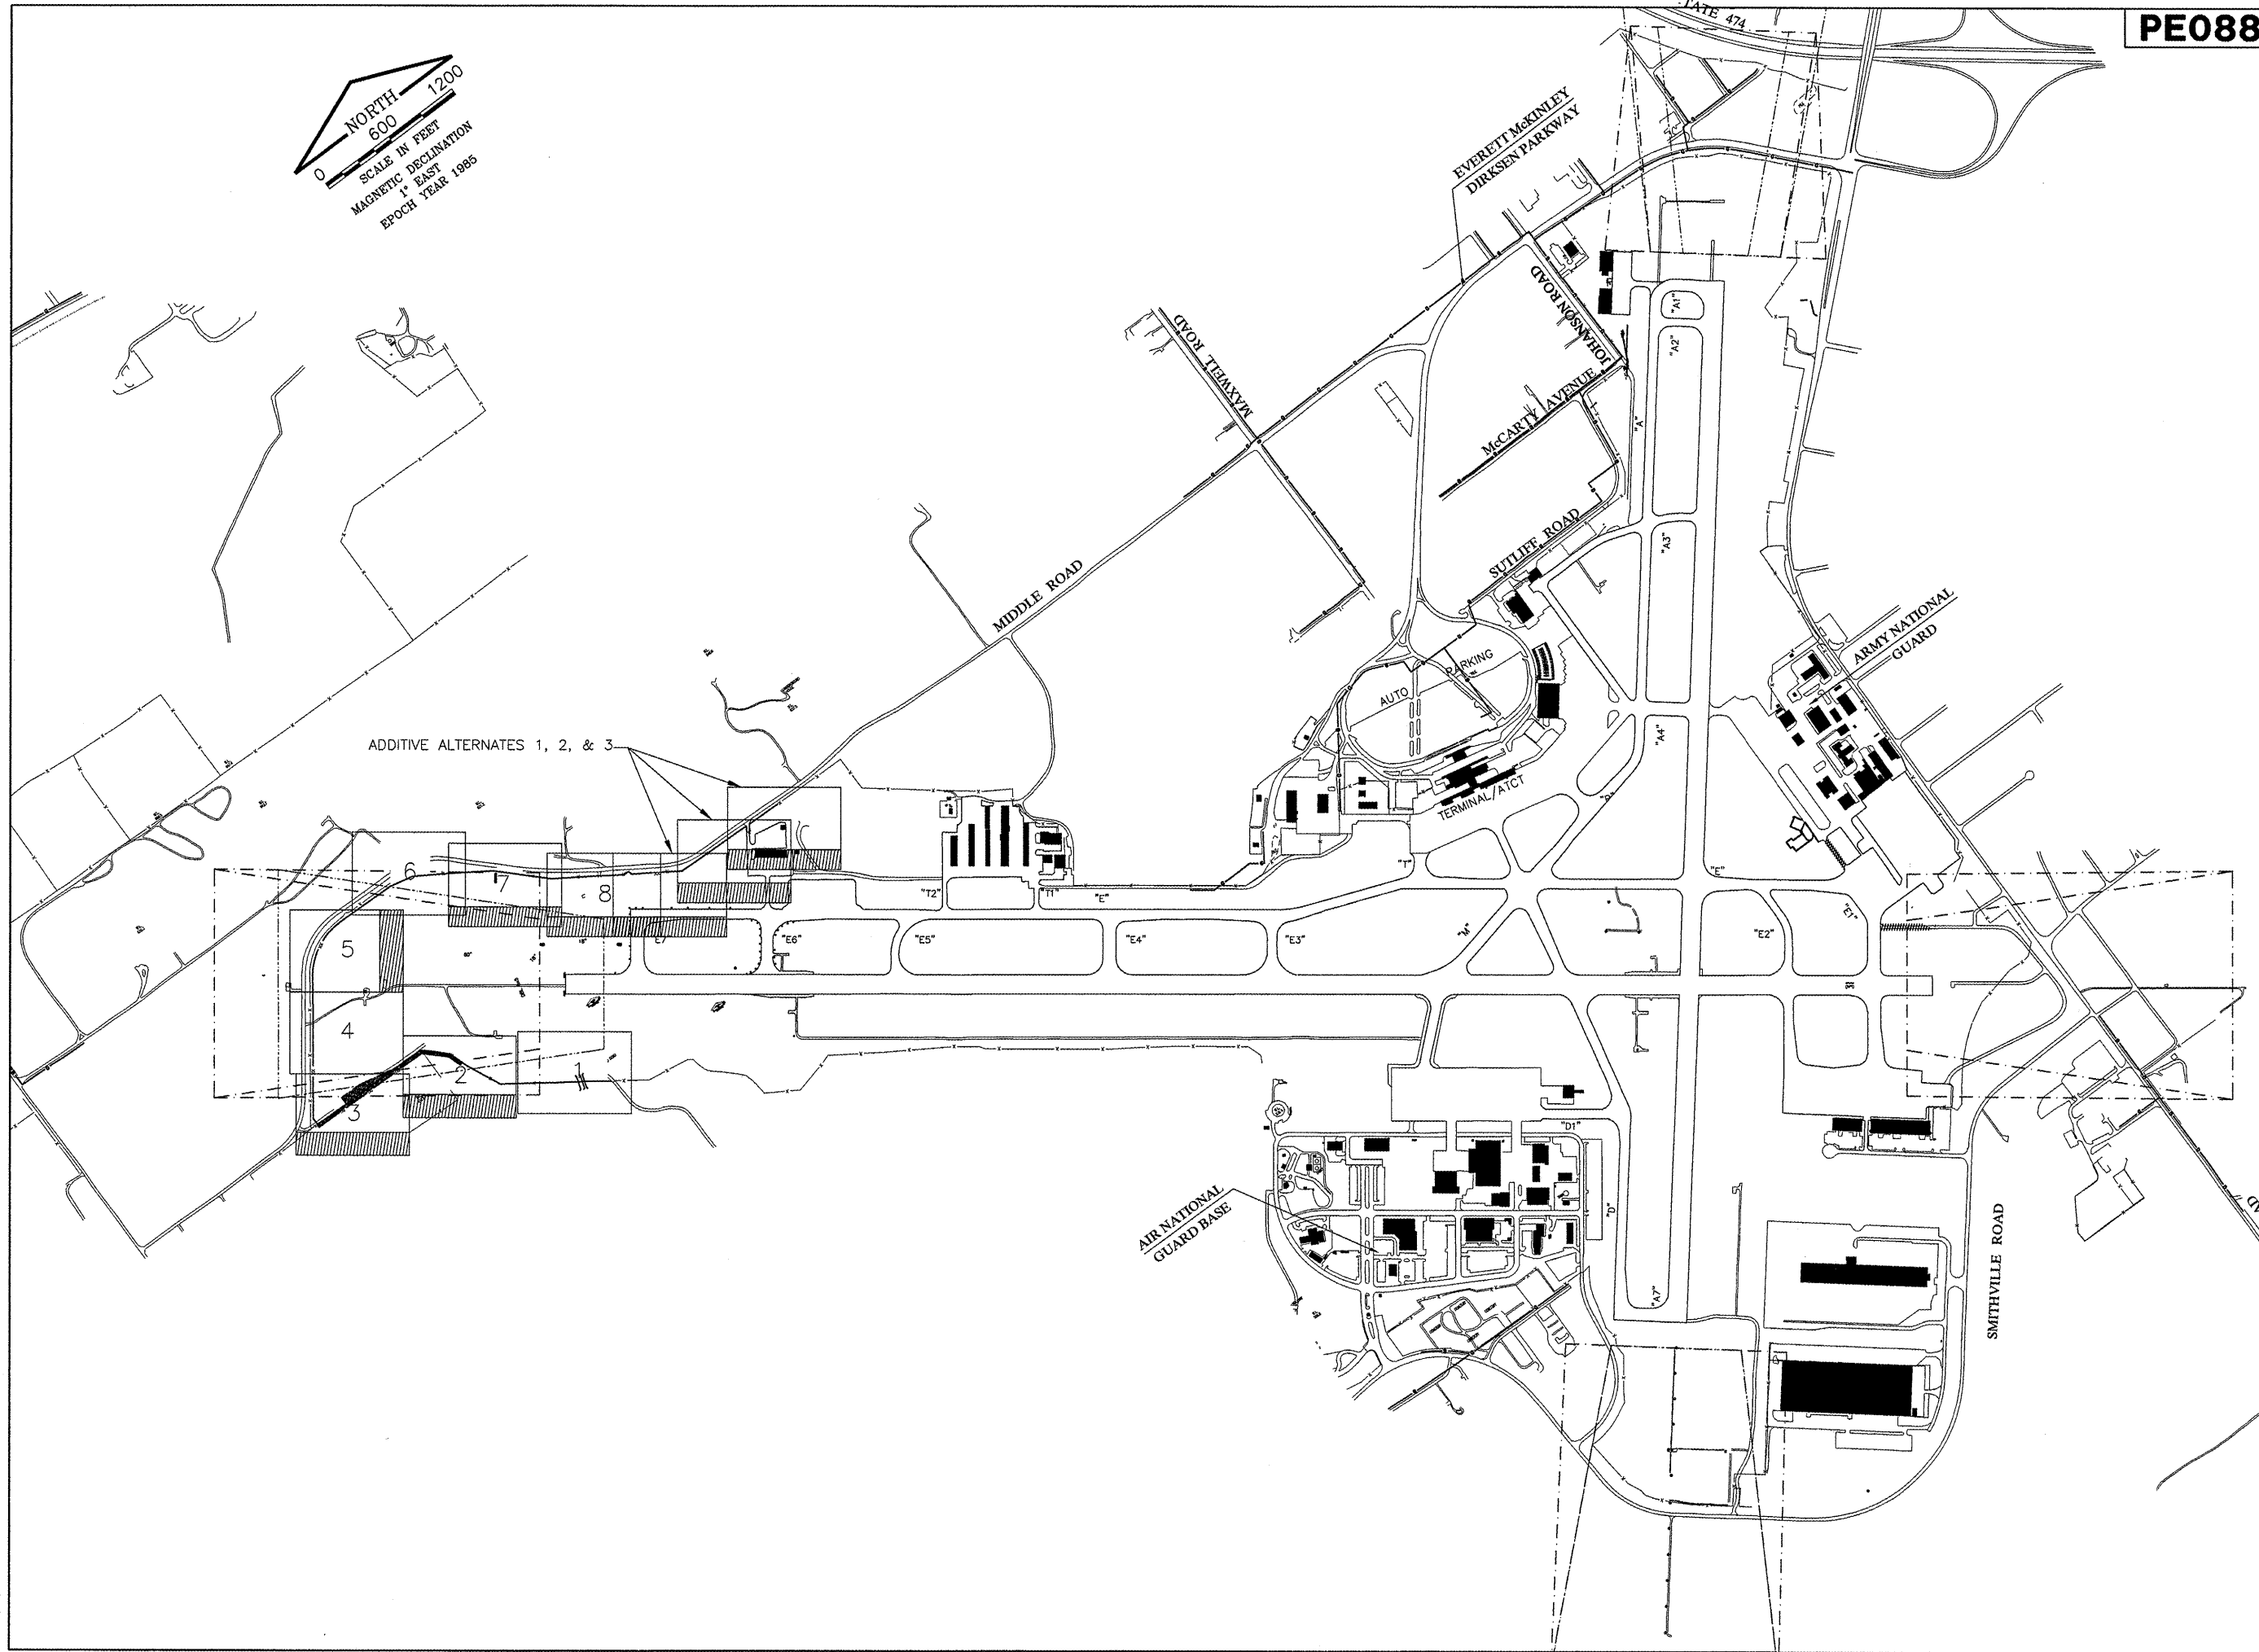 TATE 474
PE088
NORTH
0 600 1200
SCALE IN FEET
MAGNETIC DECLINATION
1° EAST
EPOCH YEAR 1985
EVERETT McKINLEY
DIRKSEN PARKWAY
JOHANSON ROAD
MAXWELL ROAD
McCARTY AVENUE
"A1"
"A2"
"A"
SUTLIFF ROAD
"A3"
MIDDLE ROAD
ARMY NATIONAL
GUARD
AUTO PARKING
"A4"
ADDITIVE ALTERNATES 1, 2, & 3
TERMINAL/ATCT
6
7
8
"T2"
"T1"
"E"
"T"
"E"
5
E7
"E6"
"E5"
"E4"
"E3"
"M"
"E2"
"E1"
4
3
2
1
"D1"
AIR NATIONAL
GUARD BASE
"D"
"A7"
SMITHVILLE ROAD